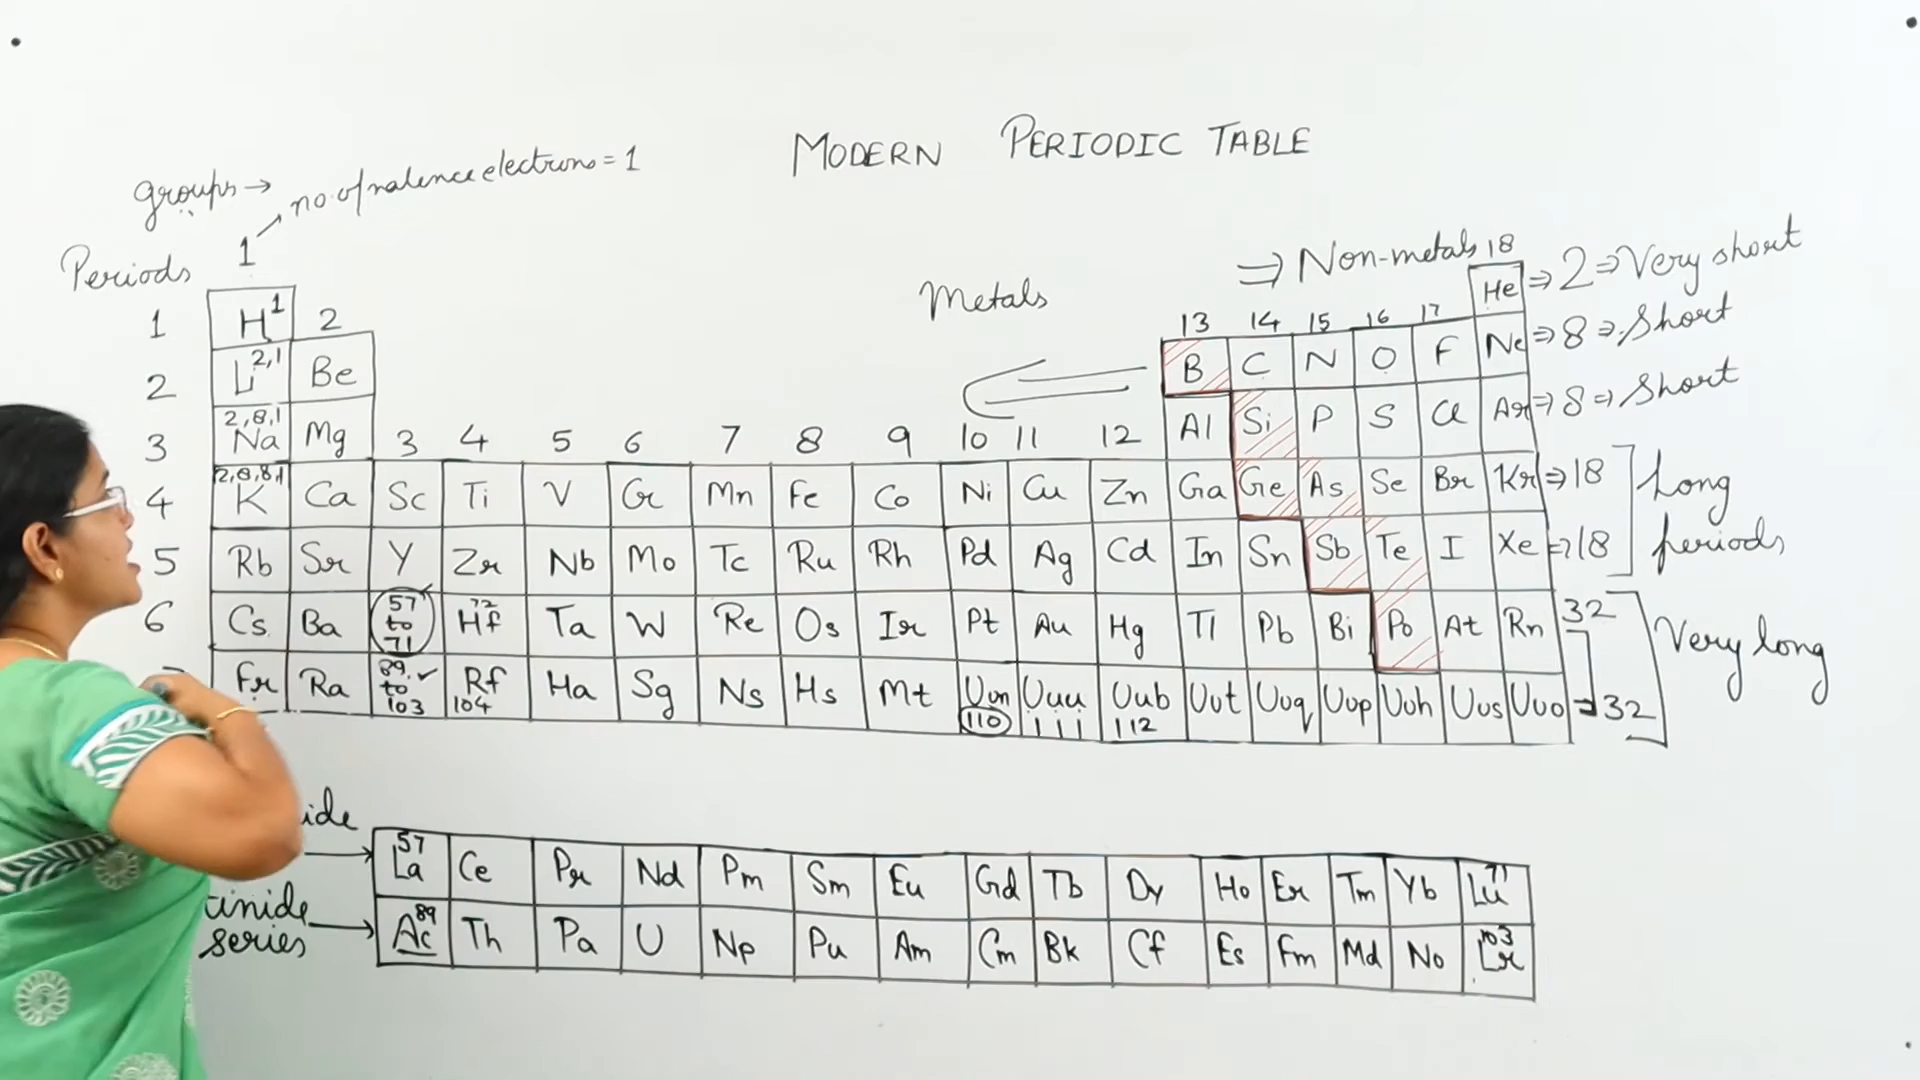 MODERN PERIODIC TABLE
groups → no. of valence electrons = 1
Periods 1
Metals ⇒ Non-metals 18
1 H1 2 13 14 15 16 17 He ⇒ 2 ⇒ Very short
2 Li 2,1 Be B C N O F Ne ⇒ 8 ⇒ Short
3 2,8,1 Na Mg 3 4 5 6 7 8 9 10 11 12 Al Si P S Cl Ar ⇒ 8 ⇒ Short
4 2,8,8,1 K Ca Sc Ti V Cr Mn Fe Co Ni Cu Zn Ga Ge As Se Br Kr ⇒ 18 Long
5 Rb Sr Y Zr Nb Mo Tc Ru Rh Pd Ag Cd In Sn Sb Te I Xe ⇒ 18 periods
6 Cs Ba 57 to 71 72 Hf Ta W Re Os Ir Pt Au Hg Tl Pb Bi Po At Rn 32 Very long
Fr Ra 89 to 103 Rf 104 Ha Sg Ns Hs Mt Uun 110 Uuu 111 Uub 112 Uut Uuq Uup Uuh Uus Uuo → 32
ide → 57 La Ce Pr Nd Pm Sm Eu Gd Tb Dy Ho Er Tm Yb Lu 71
tinide series → Ac 89 Th Pa U Np Pu Am Cm Bk Cf Es Fm Md No 103 Lr